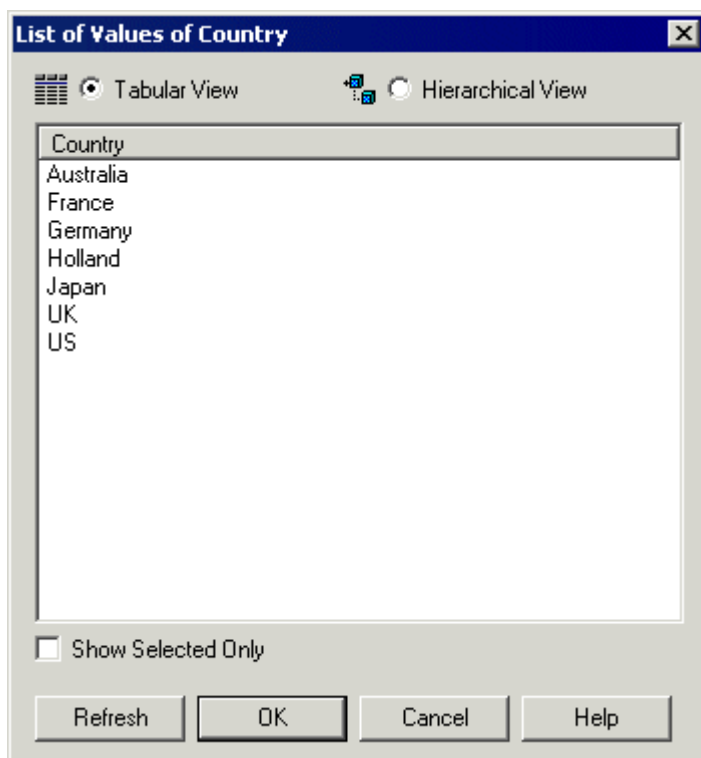 List of Values of Country
Tabular View
Hierarchical View
Country
Australia
France
Germany
Holland
Japan
UK
US
Show Selected Only
Refresh
OK
Cancel
Help